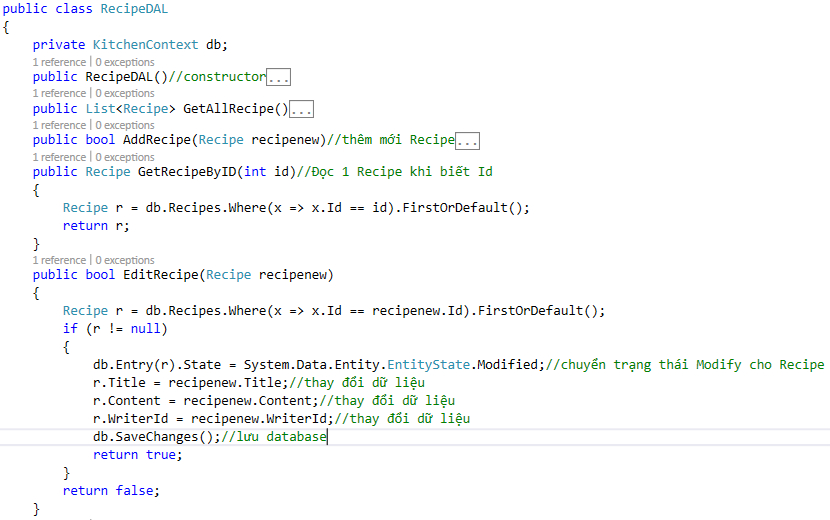 public class RecipeDAL
{
private KitchenContext db;
1 reference | 0 exceptions
public RecipeDAL()//constructor...
1 reference | 0 exceptions
public List<Recipe> GetAllRecipe()...
1 reference | 0 exceptions
public bool AddRecipe(Recipe recipenew)//thêm mới Recipe...
1 reference | 0 exceptions
public Recipe GetRecipeByID(int id)//Đọc 1 Recipe khi biết Id
{
Recipe r = db.Recipes.Where(x => x.Id == id).FirstOrDefault();
return r;
}
1 reference | 0 exceptions
public bool EditRecipe(Recipe recipenew)
{
Recipe r = db.Recipes.Where(x => x.Id == recipenew.Id).FirstOrDefault();
if (r != null)
{
db.Entry(r).State = System.Data.Entity.EntityState.Modified;//chuyển trạng thái Modify cho Recipe
r.Title = recipenew.Title;//thay đổi dữ liệu
r.Content = recipenew.Content;//thay đổi dữ liệu
r.WriterId = recipenew.WriterId;//thay đổi dữ liệu
db.SaveChanges();//lưu database
return true;
}
return false;
}